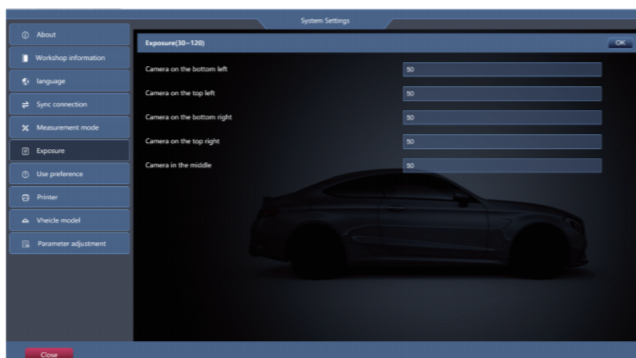 System Settings
About
Workshop information
language
Sync connection
Measurement mode
Exposure
Use preference
Printer
Vheicle model
Parameter adjustment
Close
Exposure(30~120)
OK
Camera on the bottom left
50
Camera on the top left
50
Camera on the bottom right
50
Camera on the top right
50
Camera in the middle
50